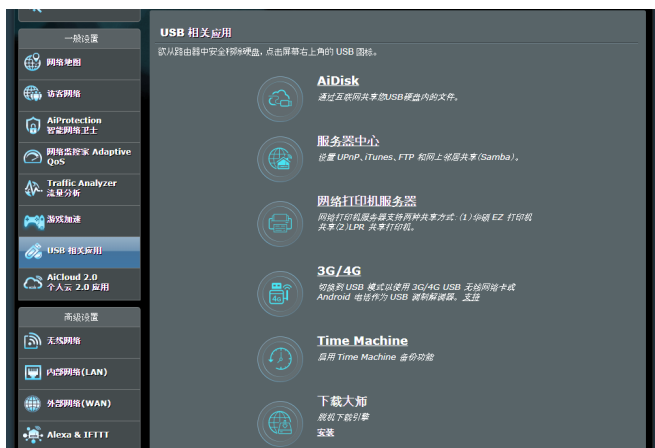 一般设置
网络地图
访客网络
AiProtection
智能网络卫士
网络监控家 Adaptive
QoS
Traffic Analyzer
流量分析
游戏加速
USB 相关应用
AiCloud 2.0
个人云 2.0 应用
高级设置
无线网络
内部网络(LAN)
外部网络(WAN)
Alexa & IFTTT
USB 相关应用
欲从路由器中安全移除硬盘，点击屏幕右上角的 USB 图标。
AiDisk
通过互联网共享您USB硬盘内的文件。
服务器中心
设置 UPnP、iTunes、FTP 和网上邻居共享(Samba)。
网络打印机服务器
网络打印机服务器支持两种共享方式：(1)华硕 EZ 打印机
共享(2)LPR 共享打印机。
3G/4G
切换到 USB 模式以使用 3G/4G USB 无线网络卡或
Android 电话作为 USB 调制解调器。支持
Time Machine
启用 Time Machine 备份功能
下载大师
脱机下载引擎
安装